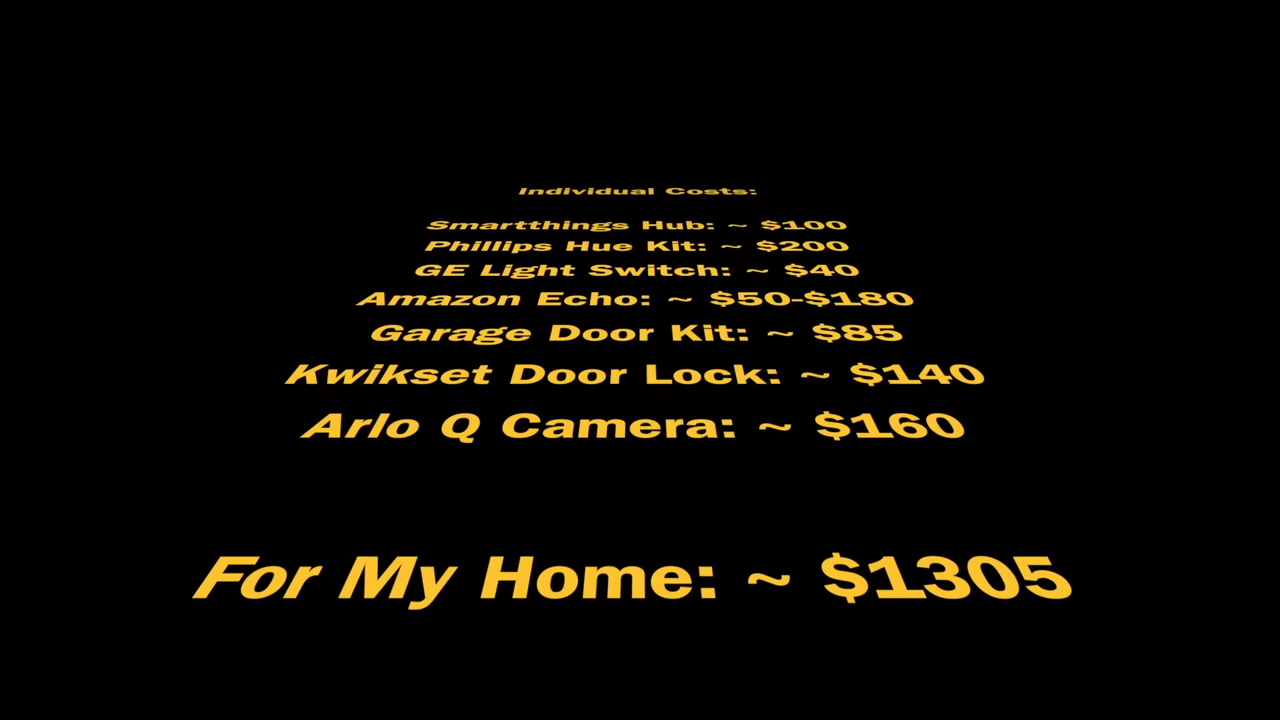 Individual Costs:
Smartthings Hub: ~ $100
Phillips Hue Kit: ~ $200
GE Light Switch: ~ $40
Amazon Echo: ~ $50-$180
Garage Door Kit: ~ $85
Kwikset Door Lock: ~ $140
Arlo Q Camera: ~ $160
For My Home: ~ $1305